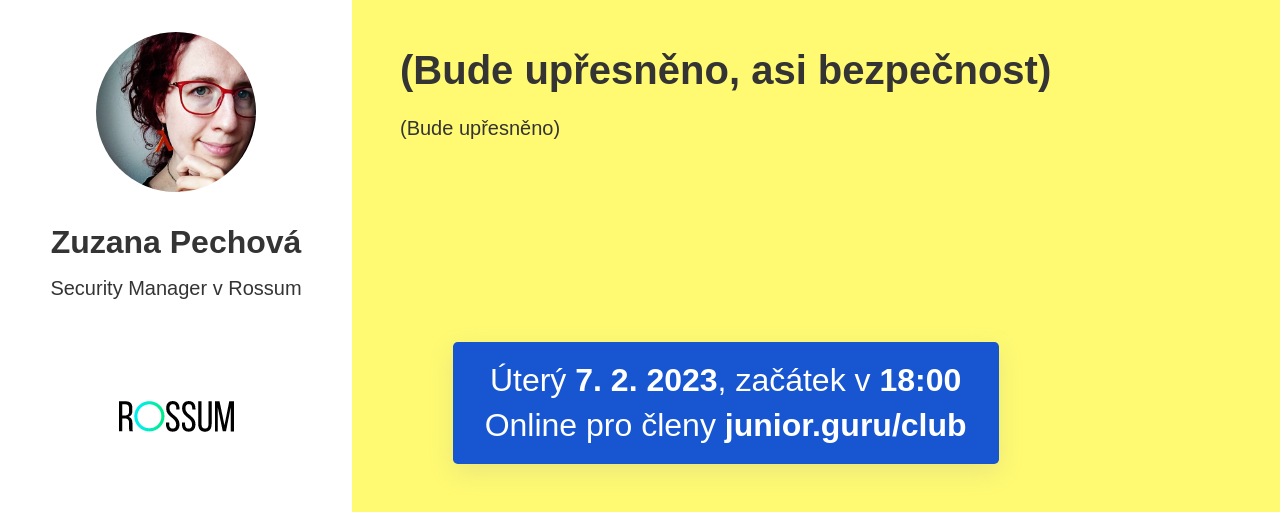 Zuzana Pechová
Security Manager v Rossum
ROSSUM
(Bude upřesněno, asi bezpečnost)
(Bude upřesněno)
Úterý 7. 2. 2023, začátek v 18:00
Online pro členy junior.guru/club